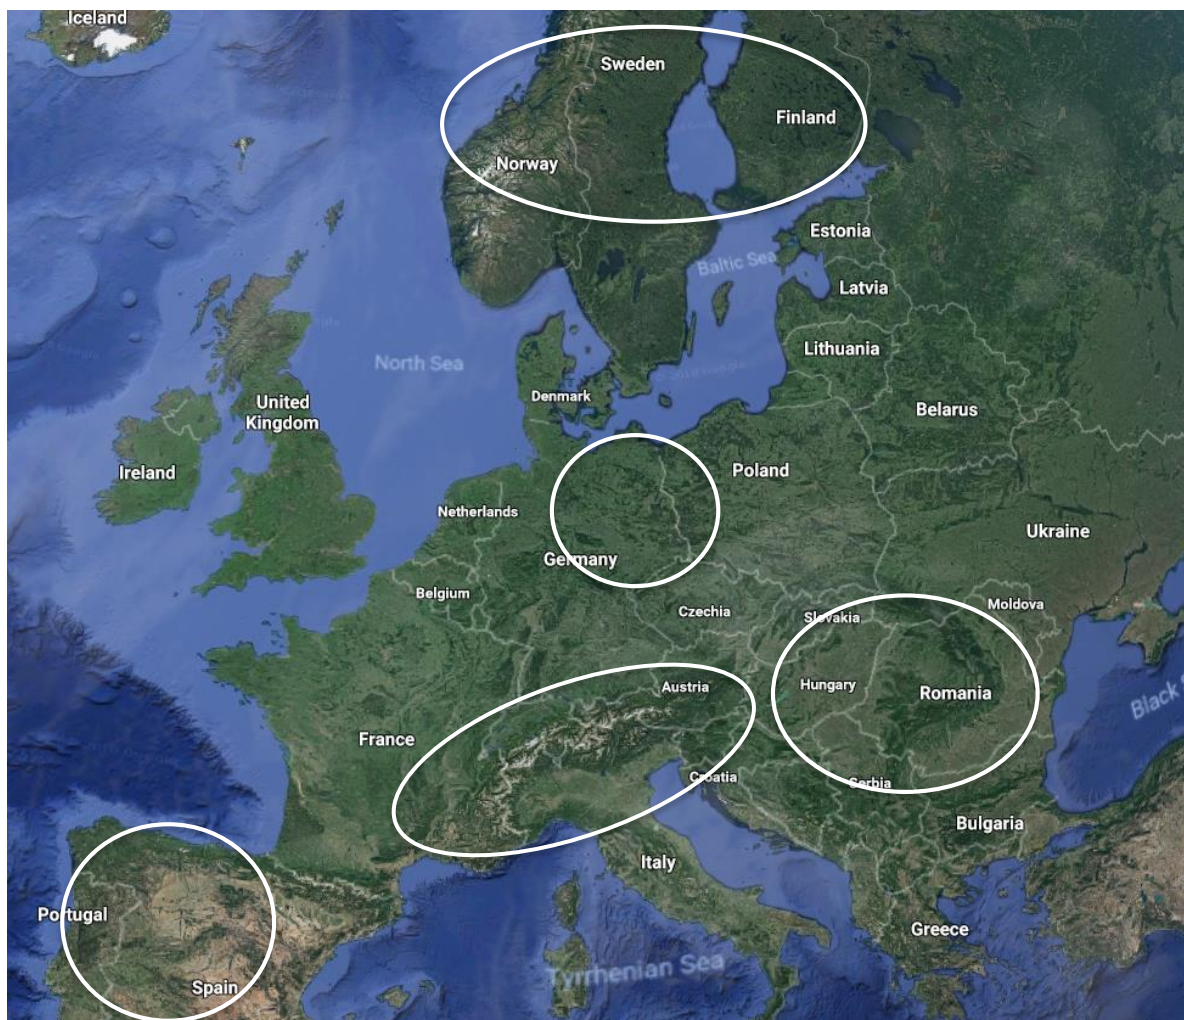 Iceland
Sweden
Finland
Norway
Estonia
Baltic Sea
Latvia
North Sea
Lithuania
Denmark
United
Kingdom
Belarus
Ireland
Poland
Netherlands
Ukraine
Germany
Belgium
Czechia
Slovakia
Moldova
Austria
Hungary
Romania
Black
France
Croatia
Serbia
Bulgaria
Italy
Portugal
Greece
Tyrrhenian Sea
Spain